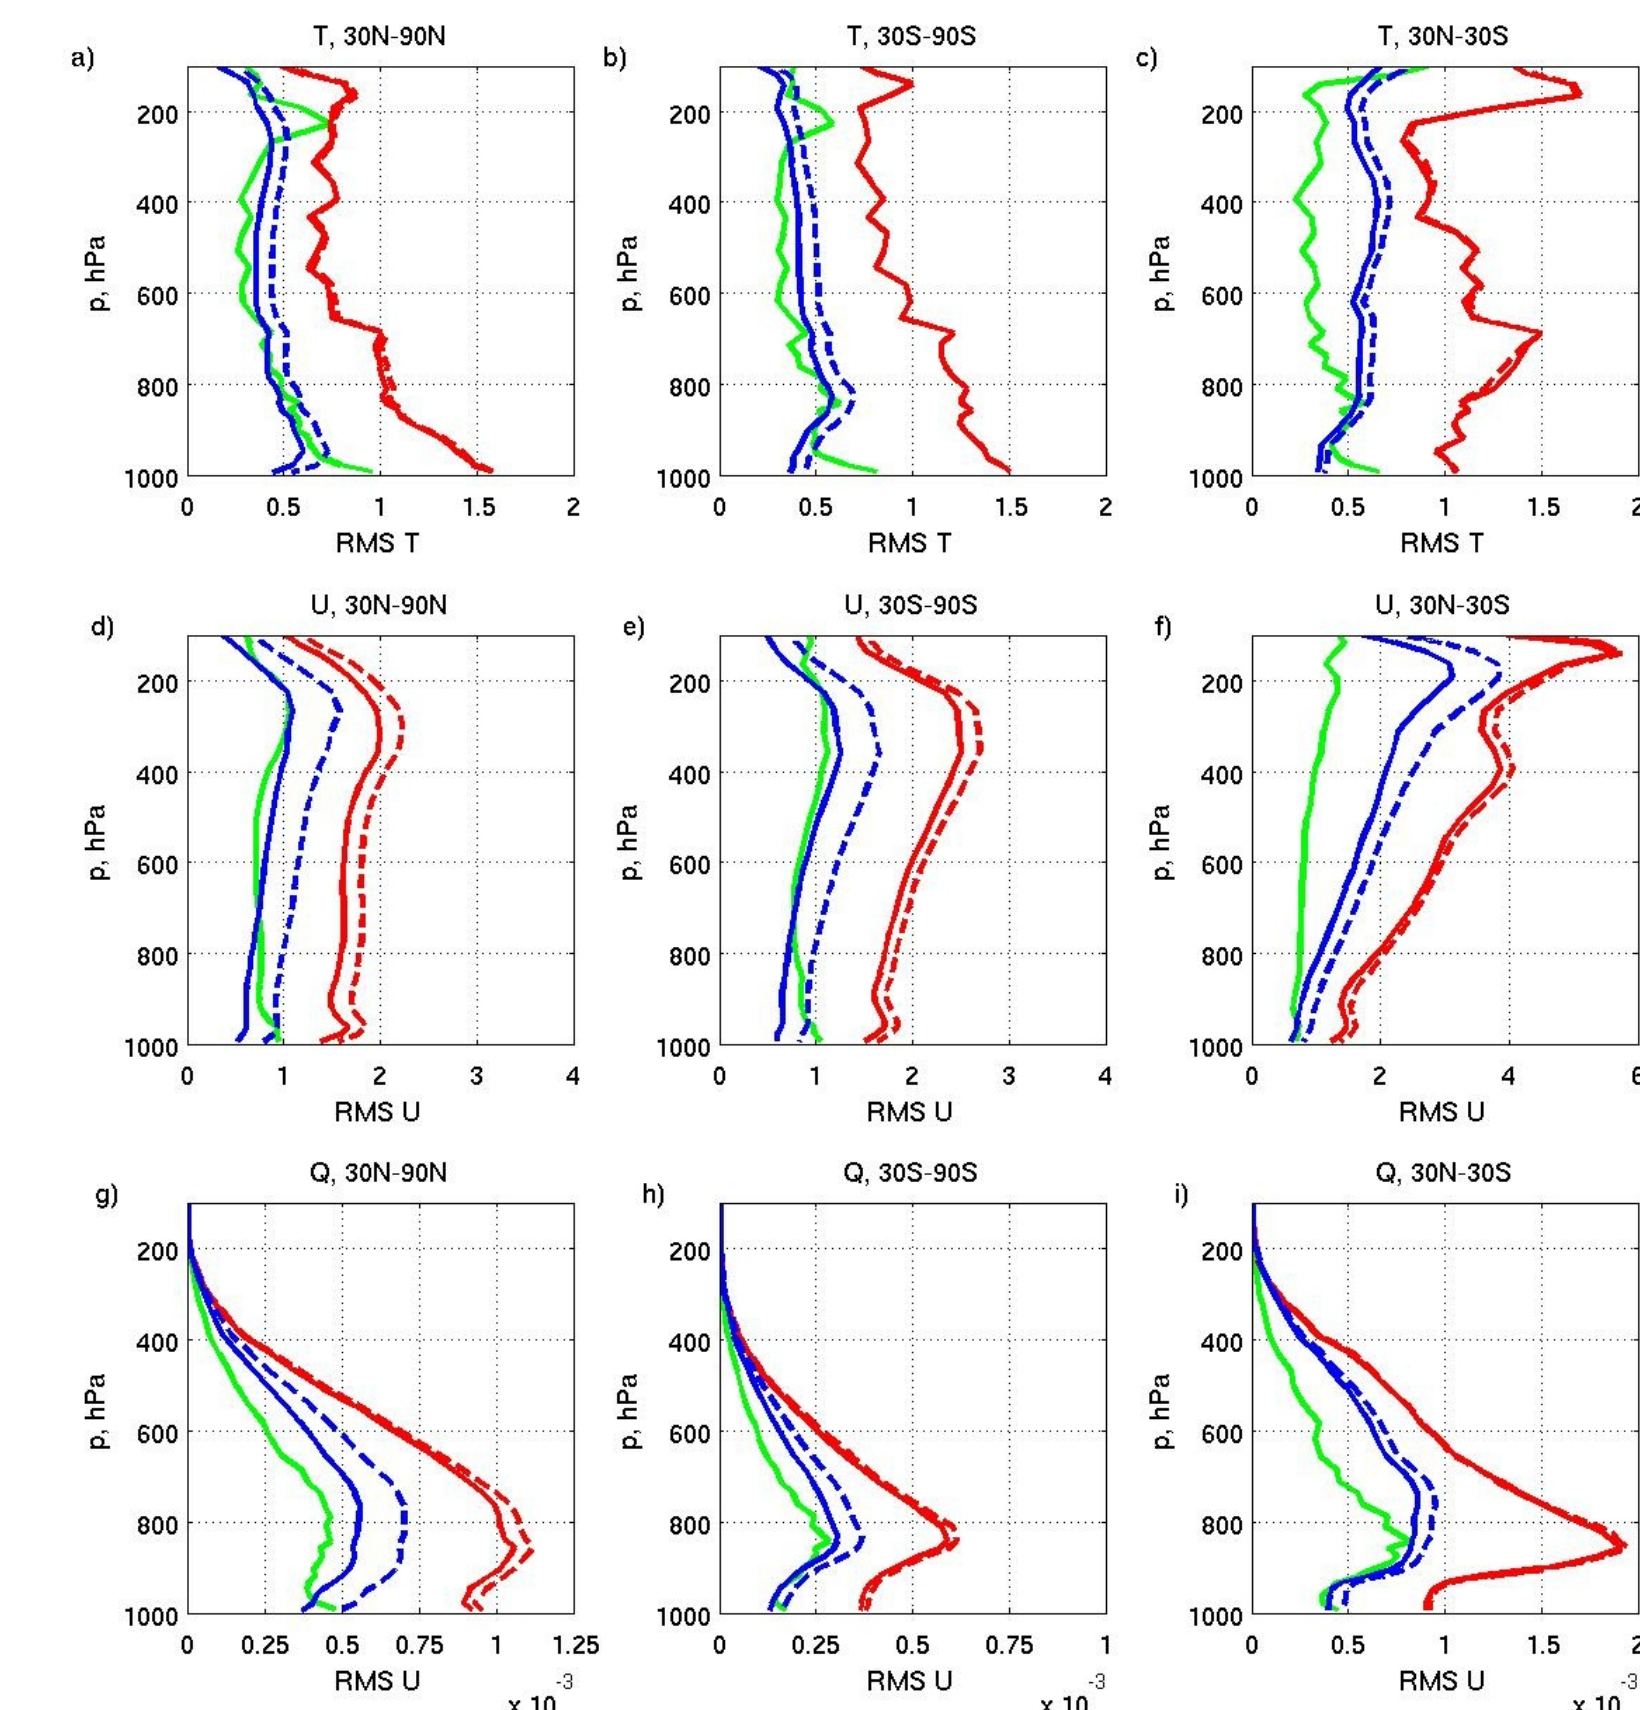 T, 30N-90N
T, 30S-90S
T, 30N-30S
a)
b)
c)
200
400
600
800
1000
p, hPa
0 0.5 1 1.5 2
RMS T
200
400
600
800
1000
p, hPa
0 0.5 1 1.5 2
RMS T
200
400
600
800
1000
p, hPa
0 0.5 1 1.5 2
RMS T
U, 30N-90N
U, 30S-90S
U, 30N-30S
d)
e)
f)
200
400
600
800
1000
p, hPa
0 1 2 3 4
RMS U
200
400
600
800
1000
p, hPa
0 1 2 3 4
RMS U
200
400
600
800
1000
p, hPa
0 2 4 6
RMS U
Q, 30N-90N
Q, 30S-90S
Q, 30N-30S
g)
h)
i)
200
400
600
800
1000
p, hPa
0 0.25 0.5 0.75 1 1.25
RMS U
x 10 -3
200
400
600
800
1000
p, hPa
0 0.25 0.5 0.75 1
RMS U
x 10 -3
200
400
600
800
1000
p, hPa
0 0.5 1 1.5 2
RMS U
x 10 -3